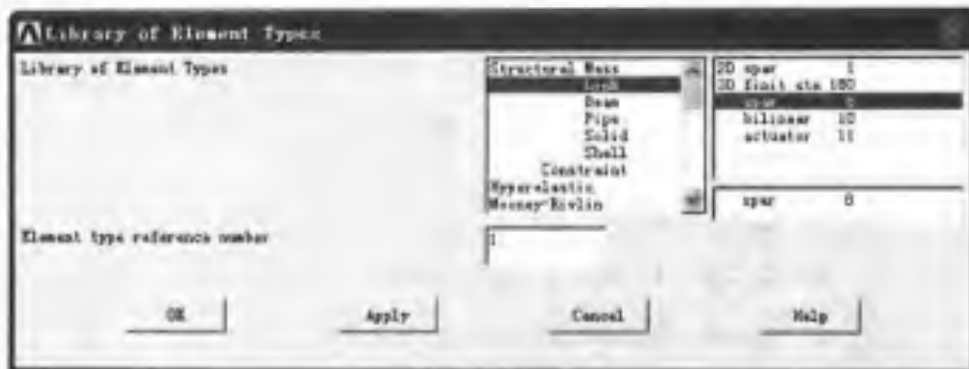 Library of Element Types
Library of Element Types
Structural Mass
Link
Beam
Pipe
Solid
Shell
Constraint
Hyperelastic
Mooney-Rivlin
2D spar 1
3D finit stn 180
spar 8
bilinear 10
actuator 11
spar 8
Element type reference number
1
OK
Apply
Cancel
Help